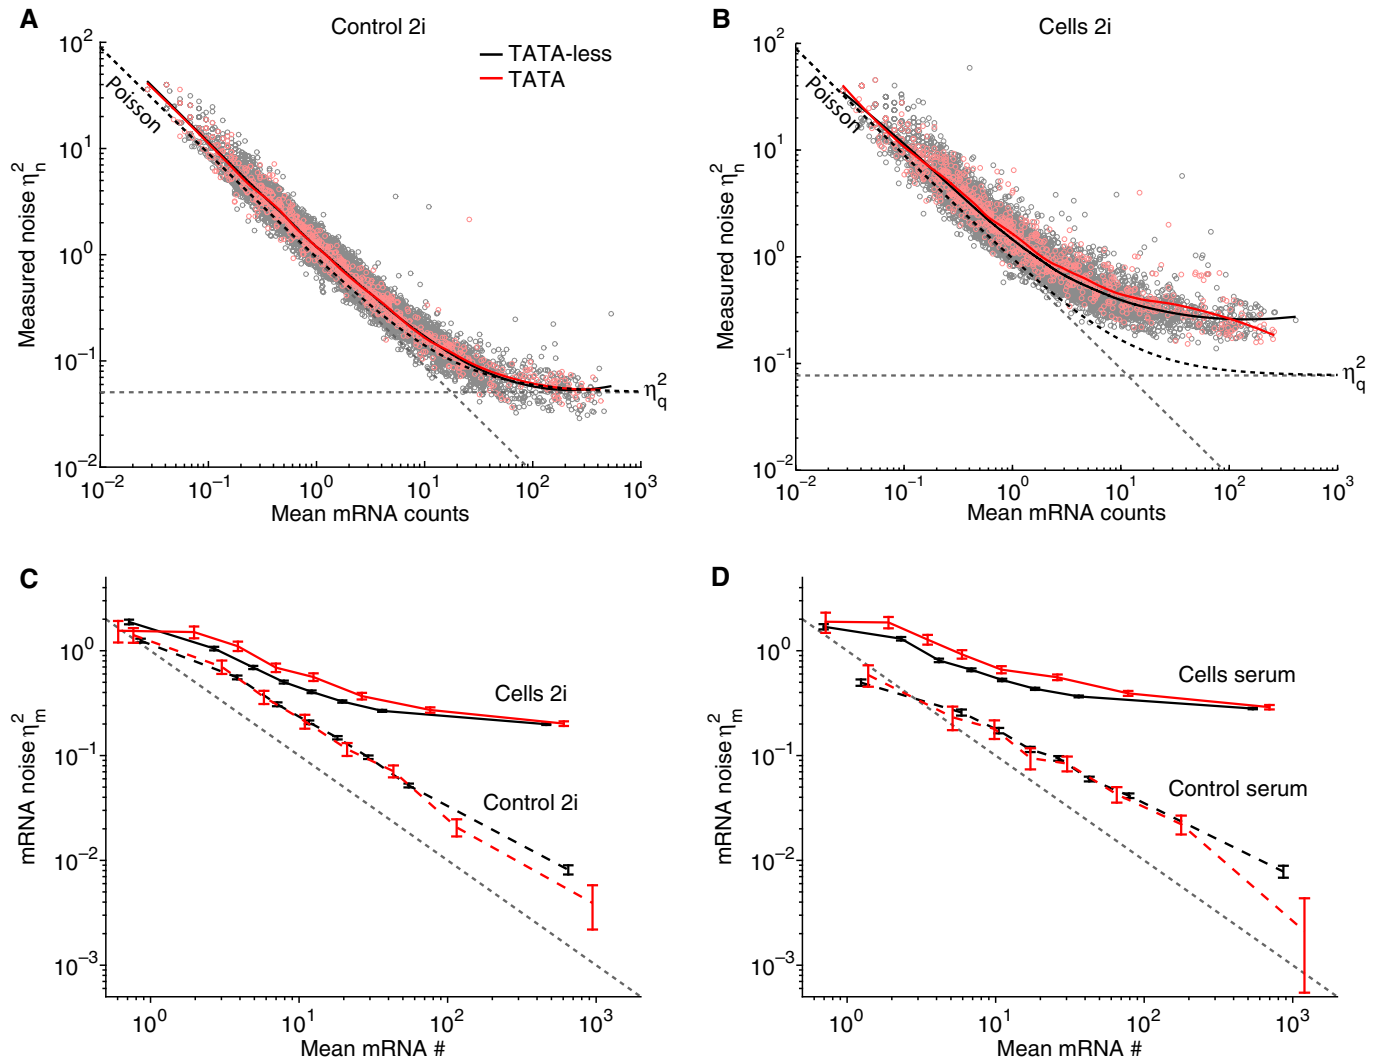 A
Control 2i
TATA-less
TATA
Poisson
Measured noise η²ₙ
10² 10¹ 10⁰ 10⁻¹ 10⁻²
η²q
10⁻² 10⁻¹ 10⁰ 10¹ 10² 10³
Mean mRNA counts
B
Cells 2i
Poisson
Measured noise η²ₙ
10² 10¹ 10⁰ 10⁻¹ 10⁻²
η²q
10⁻² 10⁻¹ 10⁰ 10¹ 10² 10³
Mean mRNA counts
C
Cells 2i
Control 2i
mRNA noise η²ₘ
10⁰ 10⁻¹ 10⁻² 10⁻³
10⁰ 10¹ 10² 10³
Mean mRNA #
D
Cells serum
Control serum
mRNA noise η²ₘ
10⁰ 10⁻¹ 10⁻² 10⁻³
10⁰ 10¹ 10² 10³
Mean mRNA #